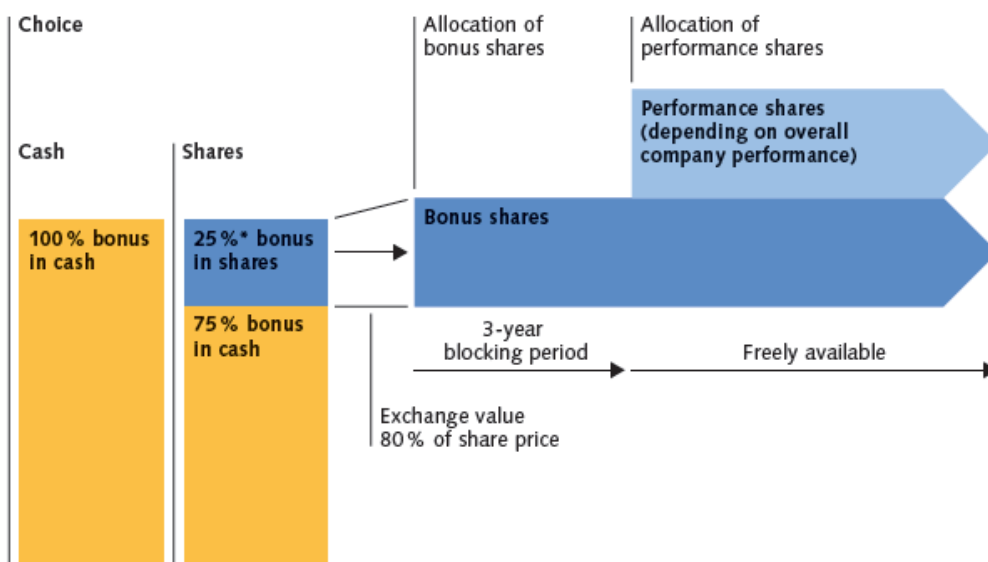 Choice
Allocation of
bonus shares
Allocation of
performance shares
Performance shares
(depending on overall
company performance)
Cash
Shares
100 % bonus
in cash
25 %* bonus
in shares
Bonus shares
75 % bonus
in cash
3-year
blocking period
Freely available
Exchange value
80 % of share price